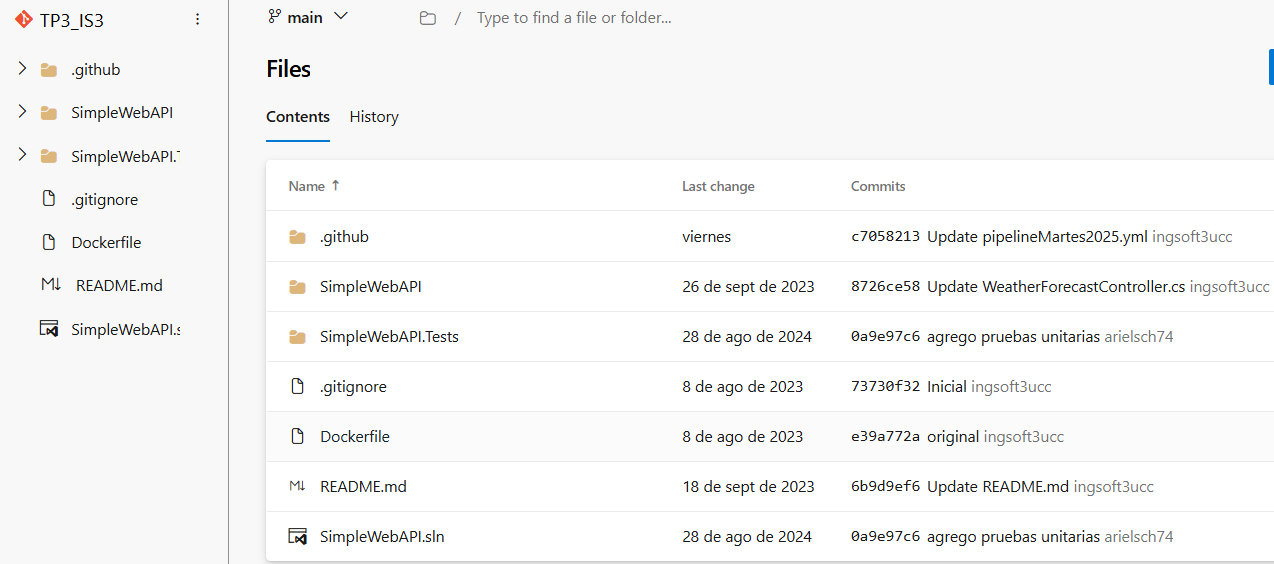 TP3_IS3
.github
SimpleWebAPI
SimpleWebAPI.T
.gitignore
Dockerfile
README.md
SimpleWebAPI.s
main
/ Type to find a file or folder...
Files
Contents History
Name ↑ Last change Commits
.github viernes c7058213 Update pipelineMartes2025.yml ingsoft3ucc
SimpleWebAPI 26 de sept de 2023 8726ce58 Update WeatherForecastController.cs ingsoft3ucc
SimpleWebAPI.Tests 28 de ago de 2024 0a9e97c6 agrego pruebas unitarias arielsch74
.gitignore 8 de ago de 2023 73730f32 Inicial ingsoft3ucc
Dockerfile 8 de ago de 2023 e39a772a original ingsoft3ucc
M↓ README.md 18 de sept de 2023 6b9d9ef6 Update README.md ingsoft3ucc
SimpleWebAPI.sln 28 de ago de 2024 0a9e97c6 agrego pruebas unitarias arielsch74